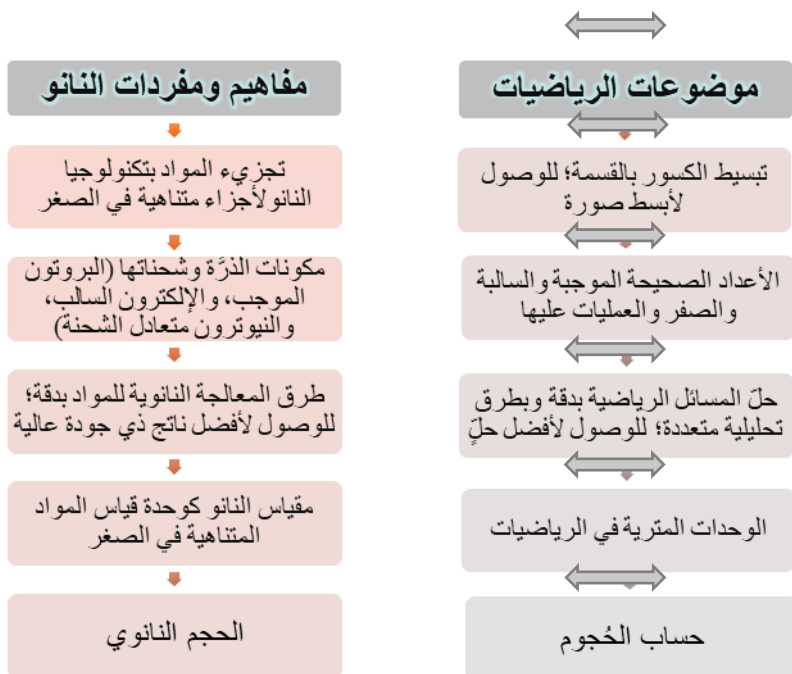 موضوعات الرياضيات
تبسيط الكسور بالقسمة؛ للوصول
لأبسط صورة
الأعداد الصحيحة الموجبة والسالبة
والصفر والعمليات عليها
حلّ المسائل الرياضية بدقة وبطرق
تحليلية متعددة؛ للوصول لأفضل حلٍّ
الوحدات المترية في الرياضيات
حساب الحُجوم
مفاهيم ومفردات النانو
تجزيء المواد بتكنولوجيا
النانولأجزاء متناهية في الصغر
مكونات الذرَّة وشحناتها (البروتون
الموجب، والإلكترون السالب،
والنيوترون متعادل الشحنة)
طرق المعالجة النانوية للمواد بدقة؛
للوصول لأفضل ناتج ذي جودة عالية
مقياس النانو كوحدة قياس المواد
المتناهية في الصغر
الحجم النانوي